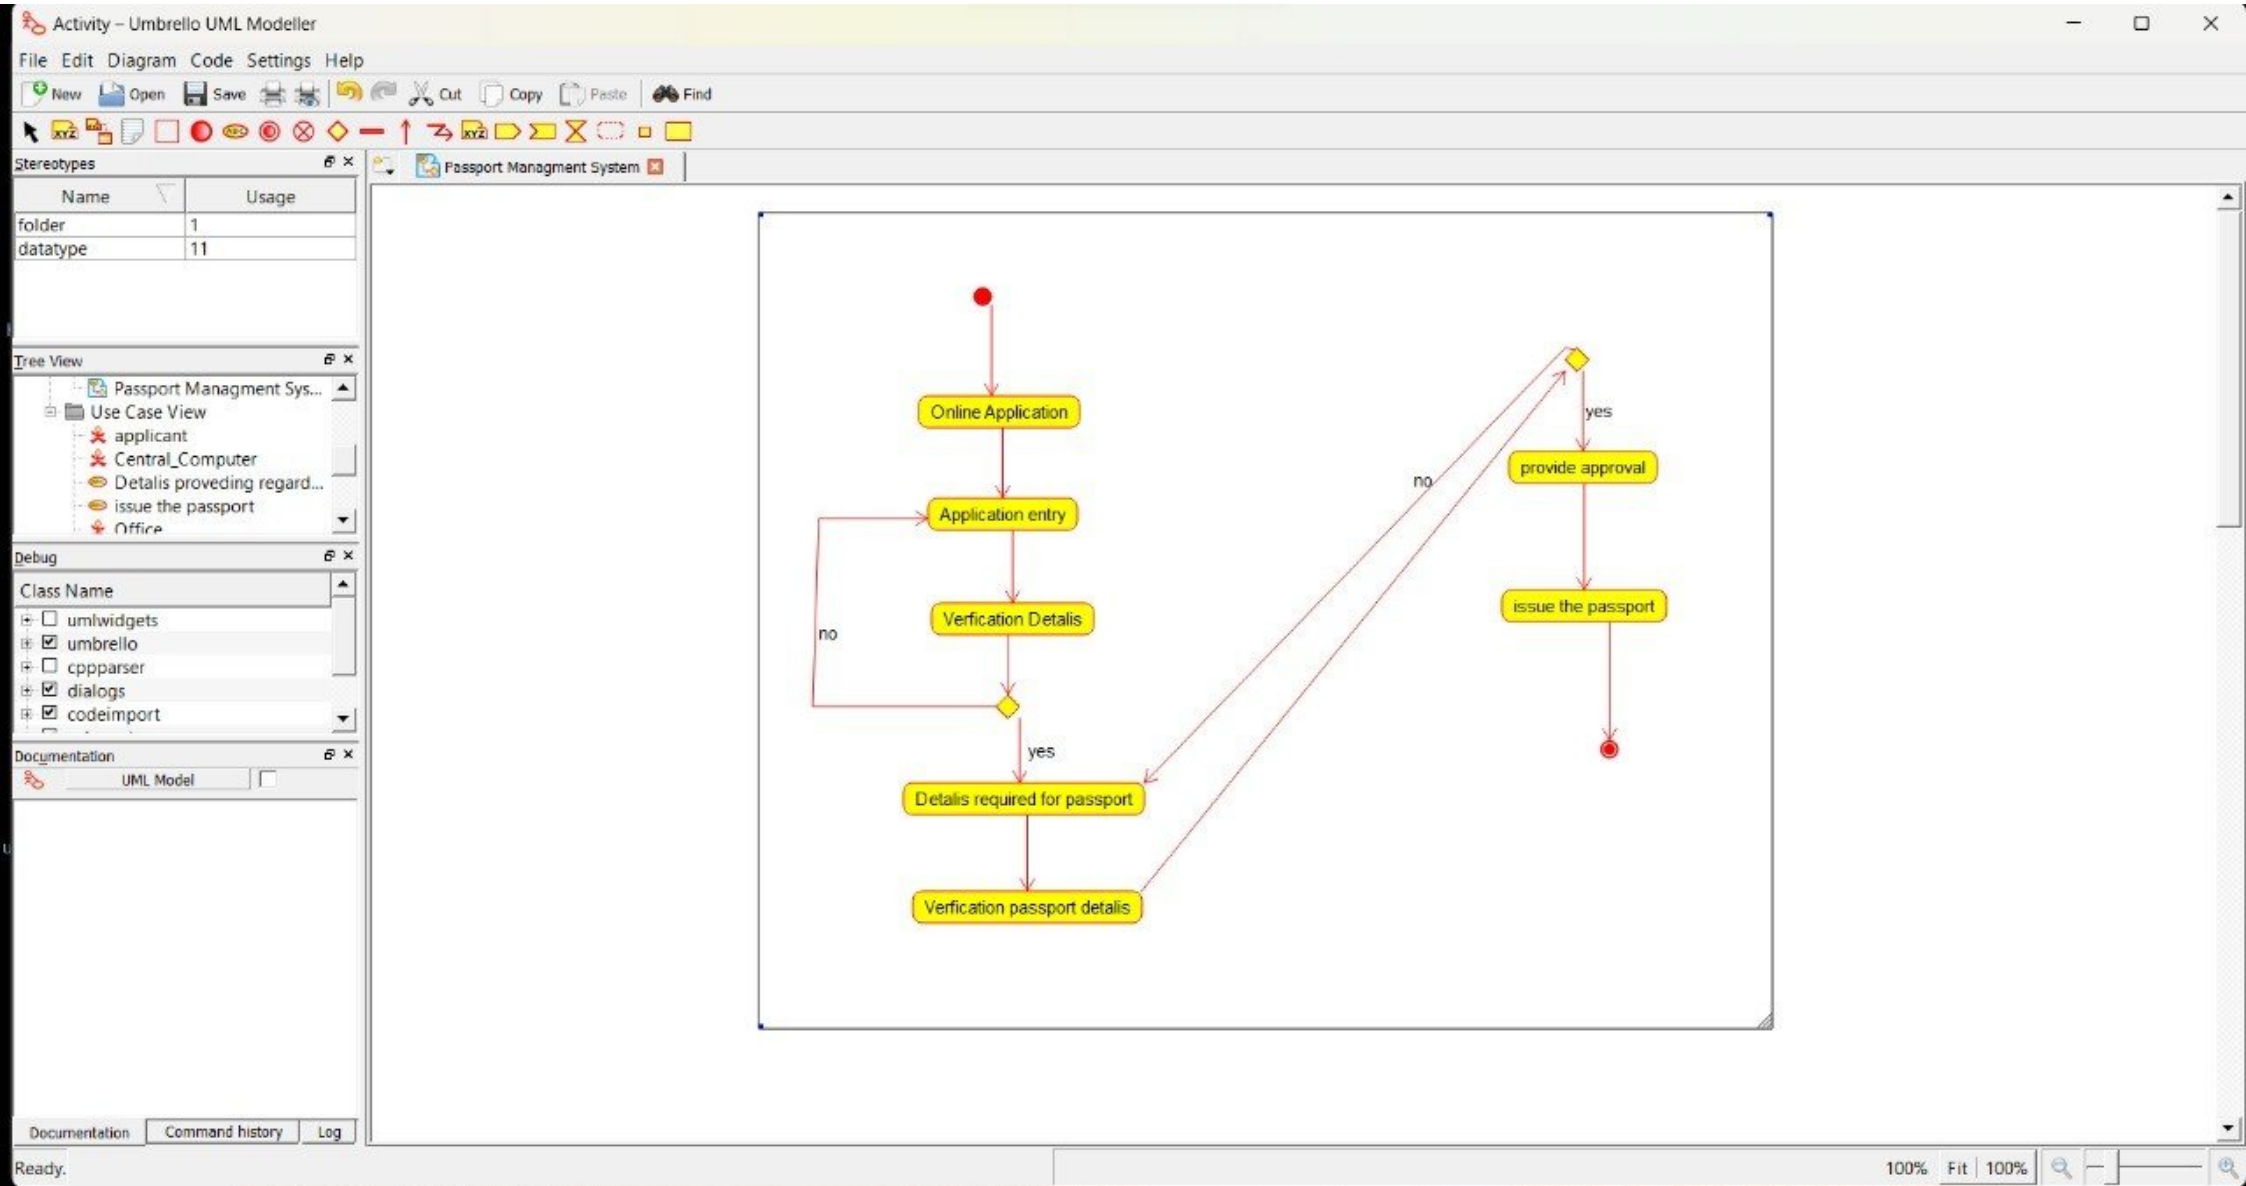 Activity – Umbrello UML Modeller
File Edit Diagram Code Settings Help
New Open Save Cut Copy Paste Find
Stereotypes
Name Usage
folder 1
datatype 11
Tree View
Passport Managment Sys...
Use Case View
applicant
Central_Computer
Detalis proveding regard...
issue the passport
Office
Debug
Class Name
umlwidgets
umbrello
cppparser
dialogs
codeimport
Documentation
UML Model
Documentation Command history Log
Ready.
Passport Managment System
Online Application
Application entry
Verfication Detalis
no
yes
Detalis required for passport
Verfication passport detalis
no
yes
provide approval
issue the passport
100% Fit 100%